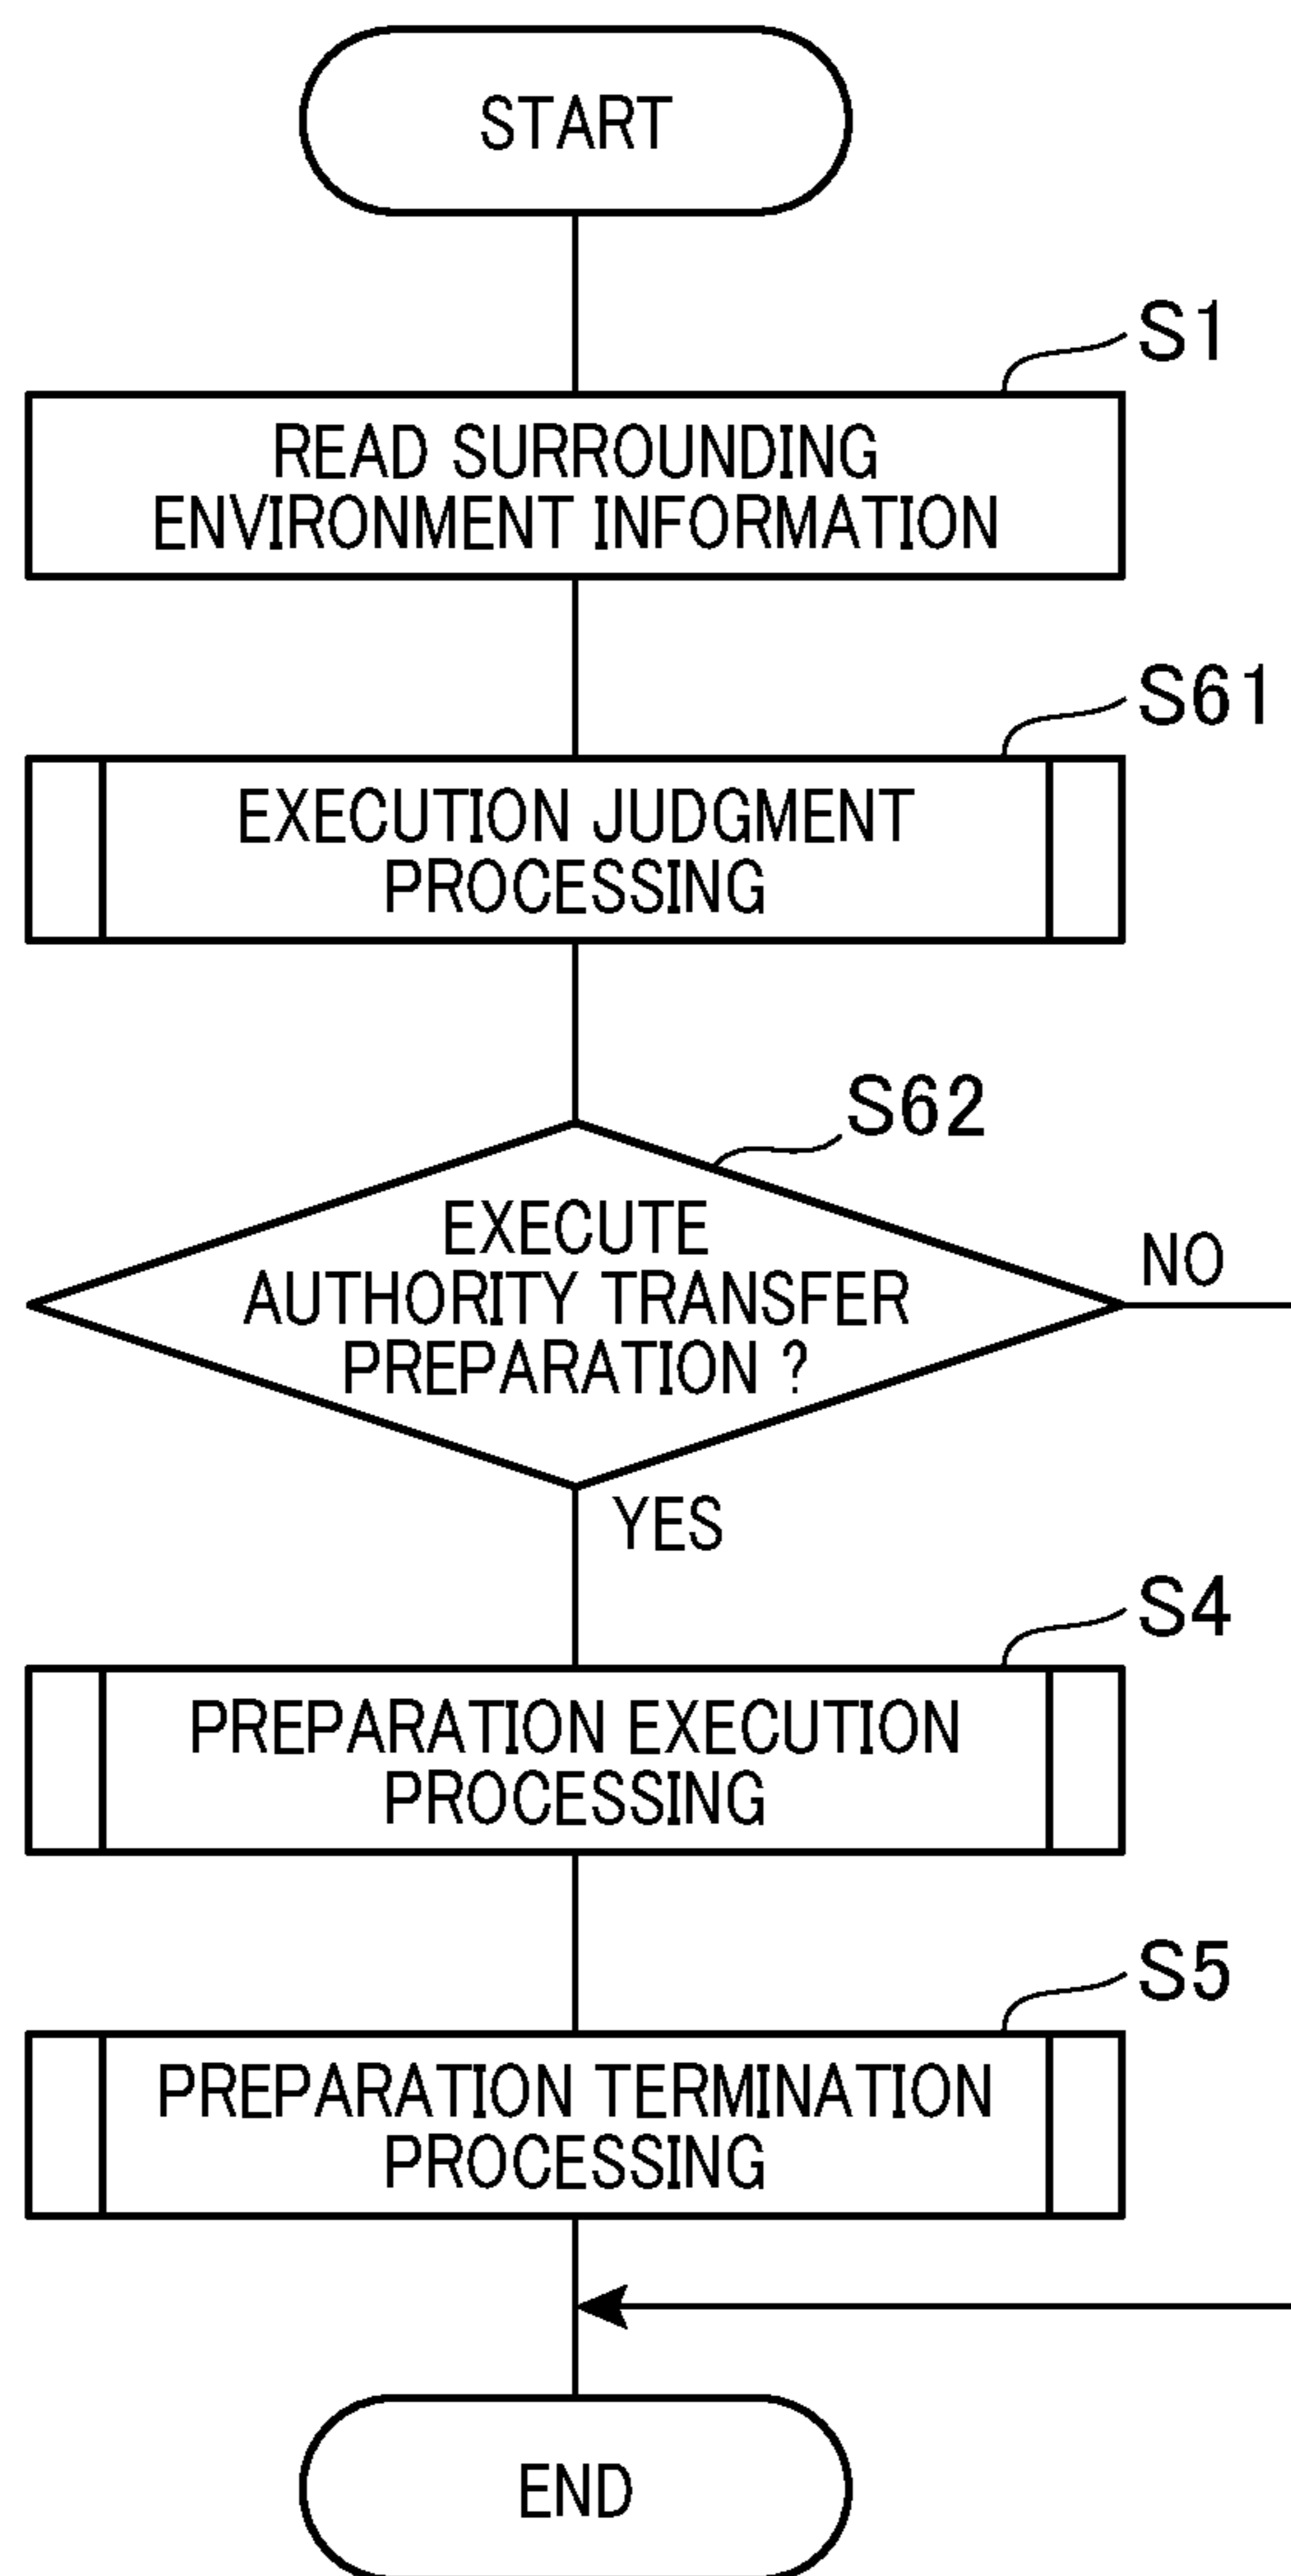 START
S1
READ SURROUNDING
ENVIRONMENT INFORMATION
S61
EXECUTION JUDGMENT
PROCESSING
S62
EXECUTE
AUTHORITY TRANSFER
PREPARATION ?
NO
YES
S4
PREPARATION EXECUTION
PROCESSING
S5
PREPARATION TERMINATION
PROCESSING
END